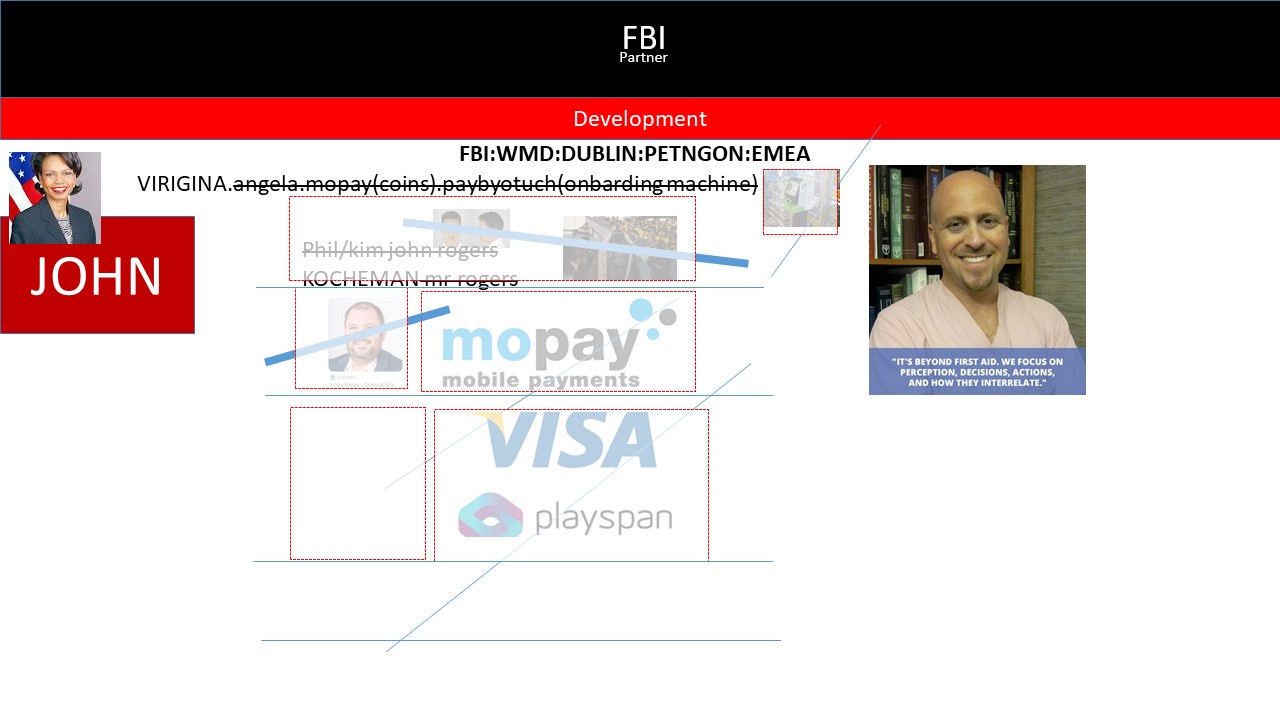 FBI
Partner
Development
FBI:WMD:DUBLIN:PETNGON:EMEA
VIRIGINA.angela.mopay(coins).paybyotuch(onbarding machine)
Phil/kim john rogers
KOCHEMAN mr rogers
JOHN
mopay
mobile payments
VISA
playspan
"IT'S BEYOND FIRST AID. WE FOCUS ON
PERCEPTION, DECISIONS, ACTIONS,
AND HOW THEY INTERRELATE."